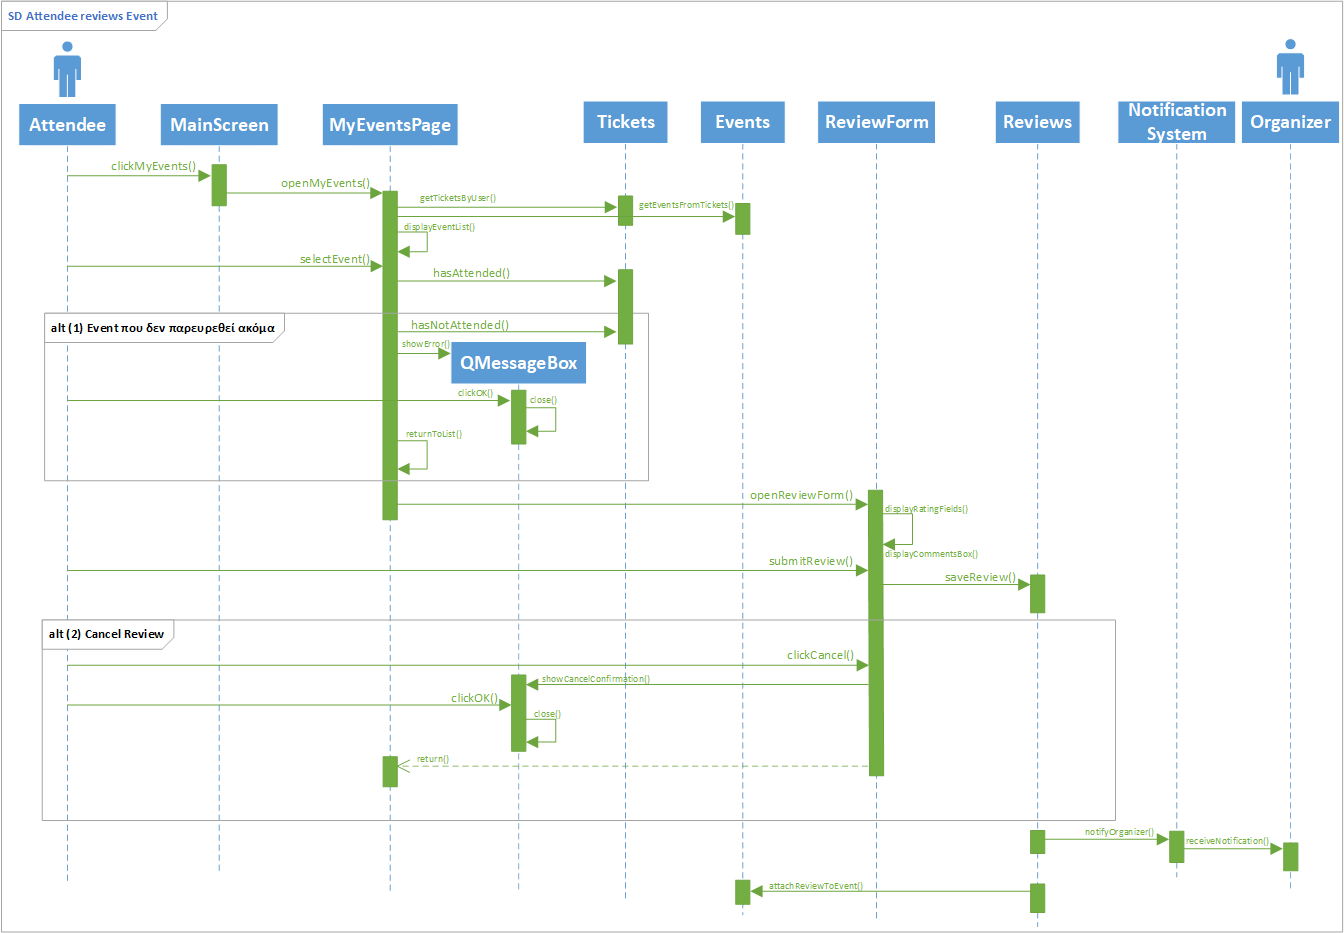 SD Attendee reviews Event
Attendee
MainScreen
MyEventsPage
Tickets
Events
ReviewForm
Reviews
Notification
System
Organizer
clickMyEvents()
openMyEvents()
getTicketsByUser()
getEventsFromTickets()
displayEventList()
selectEvent()
hasAttended()
alt (1) Event που δεν παρευρεθεί ακόμα
hasNotAttended()
showError()
QMessageBox
clickOK()
close()
returnToList()
openReviewForm()
displayRatingFields()
displayCommentsBox()
submitReview()
saveReview()
alt (2) Cancel Review
clickCancel()
showCancelConfirmation()
clickOK()
close()
return()
notifyOrganizer()
receiveNotification()
attachReviewToEvent()